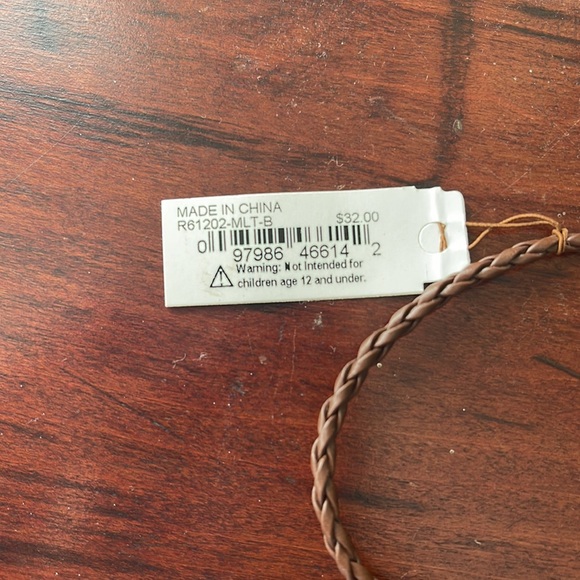 MADE IN CHINA
R61202-MLT-B $32.00
0 97986 46614 2
Warning: Not Intended for
children age 12 and under.